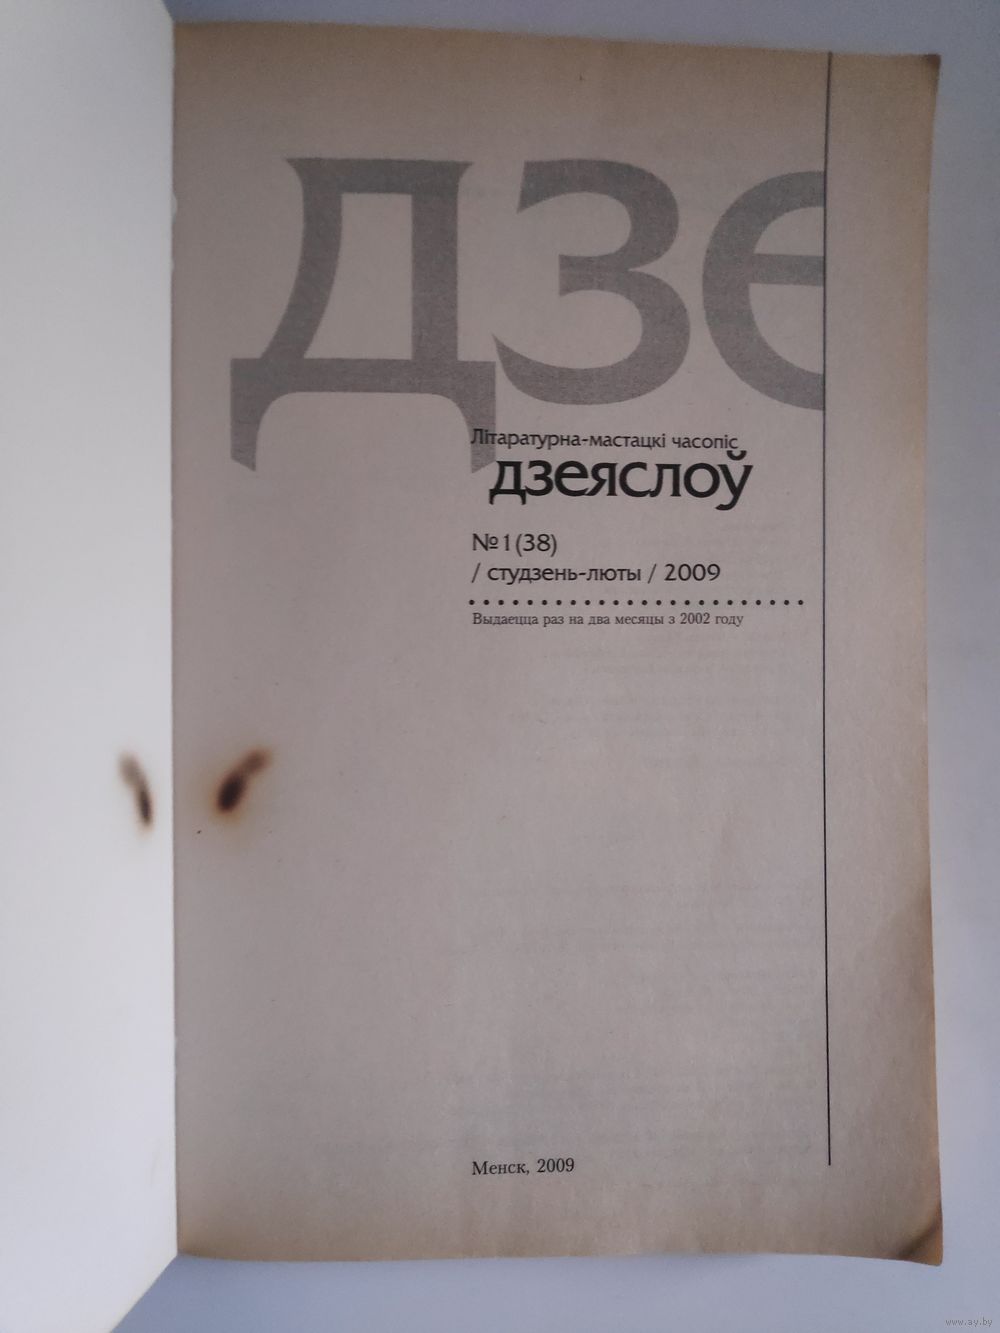 дзе
Літаратурна-мастацкі часопіс
дзеяслоў
№1(38)
/ студзень-люты / 2009
Выдаецца раз на два месяцы з 2002 году
Менск, 2009
www.ay.by